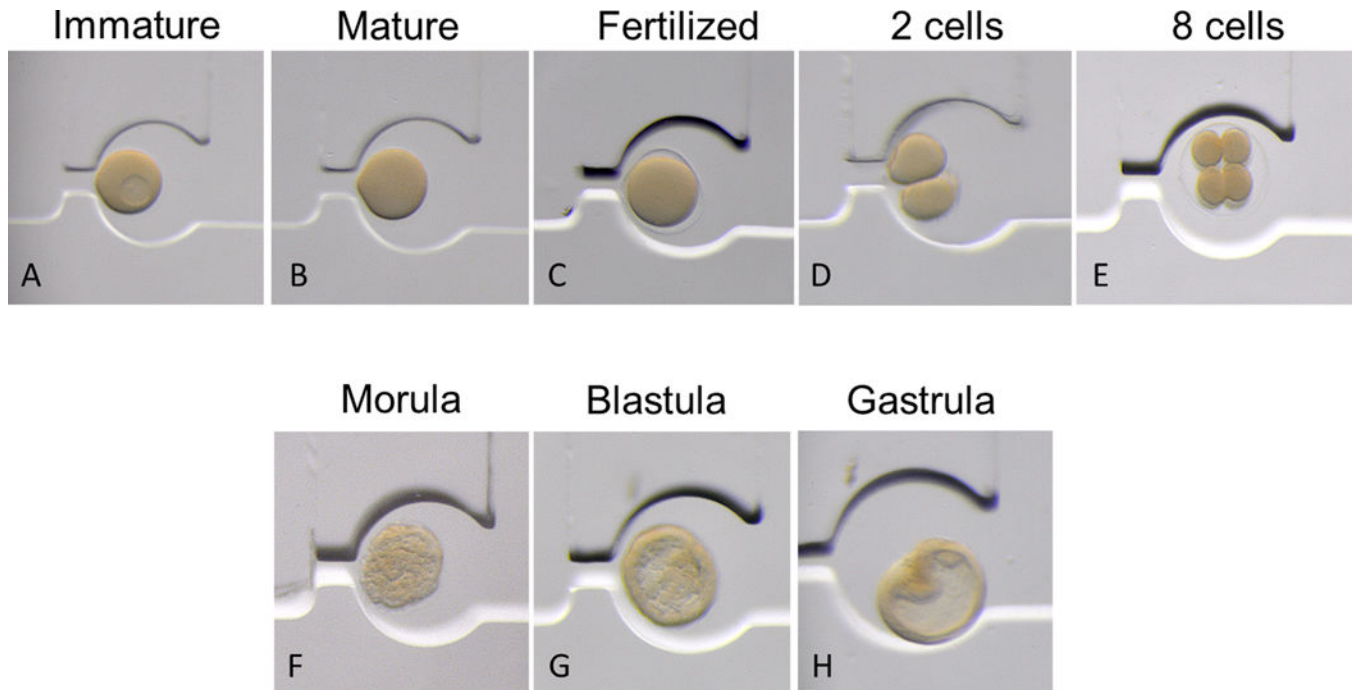 Immature Mature Fertilized 2 cells 8 cells
A B C D E
Morula Blastula Gastrula
F G H